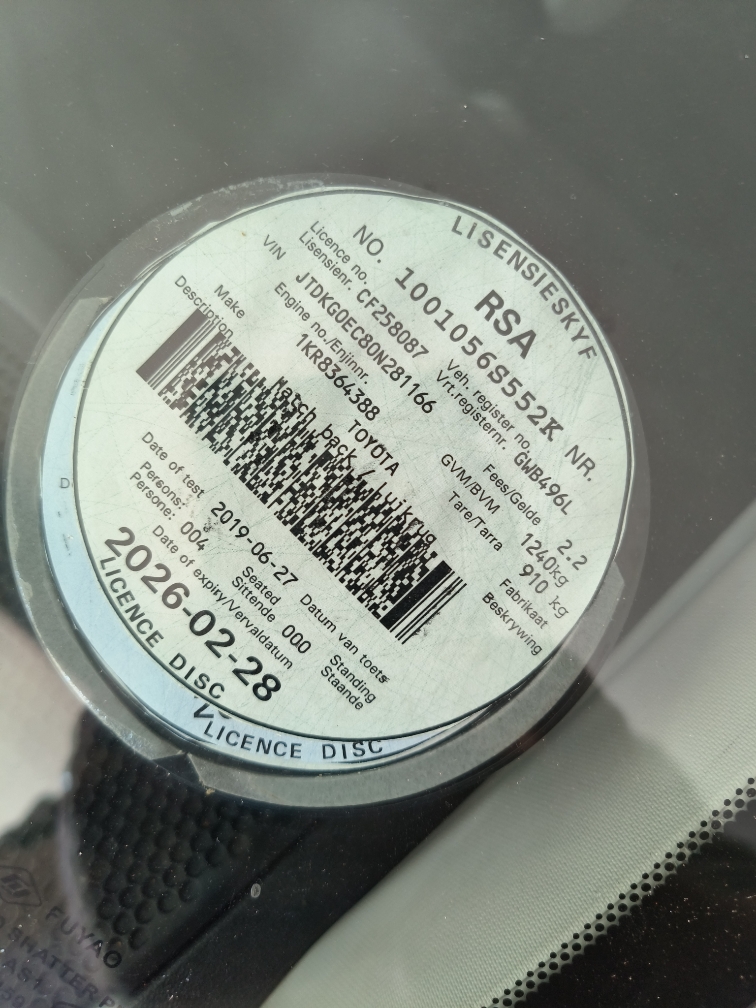 LISENSIESKYF
RSA
NO. 1001056S552K NR.
Licence no.
Lisensienr. CF258087
Veh. register no.
Vrt.registernr. GWB496L
VIN JTDKG0EC80N281166
Fees/Gelde 2.2
Engine no./Enjinnr.
1KR8364388
GVM/BVM 1240kg
Tare/Tarra 910 kg
Make TOYOTA Fabrikaat
Description Hatch back/Luikrug Beskrywing
Date of test 2019-06-27 Datum van toets
Persons: 004 Seated 000 Standing
Persone: Sittende Staande
Date of expiry/Vervaldatum
2026-02-28
LICENCE DISC
LICENCE DISC
D
FUYAO